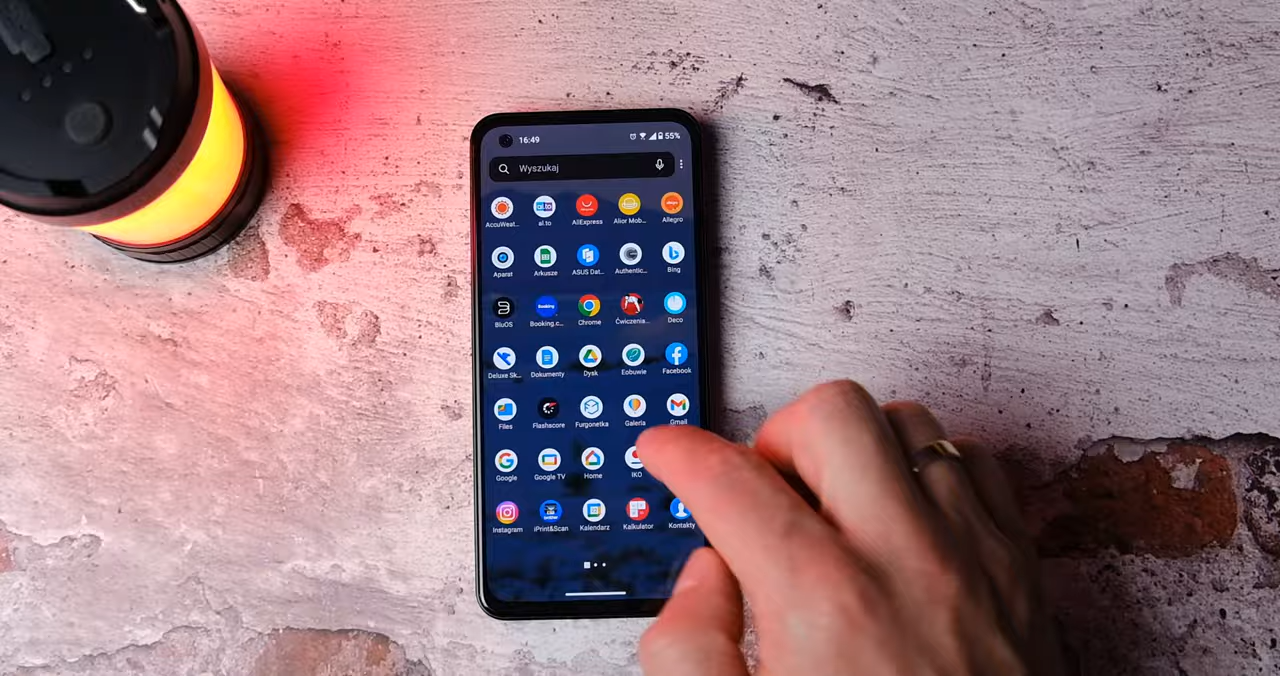 16:49 55%
Wyszukaj
AccuWeat... al.to AliExpress Alior Mob... Allegro
Aparat Arkusze ASUS Dat... Authentic... Bing
BluOS Booking.c... Chrome Ćwiczenia... Deco
Deluxe Sk... Dokumenty Dysk Eobuwie Facebook
Files Flashscore Furgonetka Galeria Gmail
Google Google TV Home IKO
Instagram iPrint&Scan Kalendarz Kalkulator Kontakty